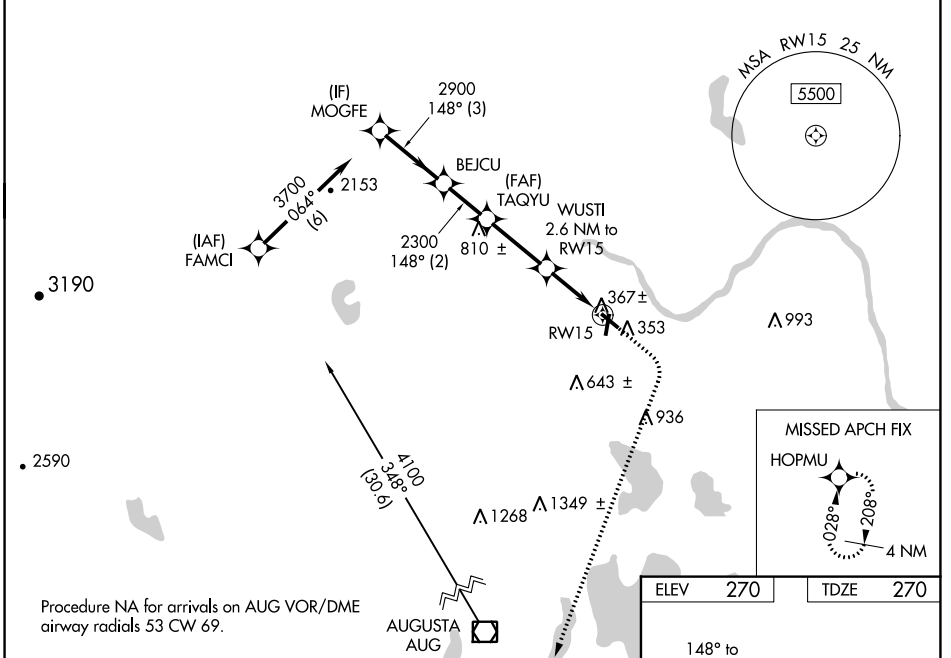 MSA RW15 25 NM
5500
(IF)
MOGFE
2900
148° (3)
BEJCU
(FAF)
TAQYU
3700
064°
(6)
2153
WUSTI
2.6 NM to
RW15
(IAF)
FAMCI
2300
148° (2)
810 ±
3190
367±
RW15
353
993
643 ±
936
MISSED APCH FIX
HOPMU
028°
208°
4 NM
2590
4100
348°
(30.6)
1268
1349 ±
ELEV 270
TDZE 270
Procedure NA for arrivals on AUG VOR/DME
airway radials 53 CW 69.
AUGUSTA
AUG
148° to